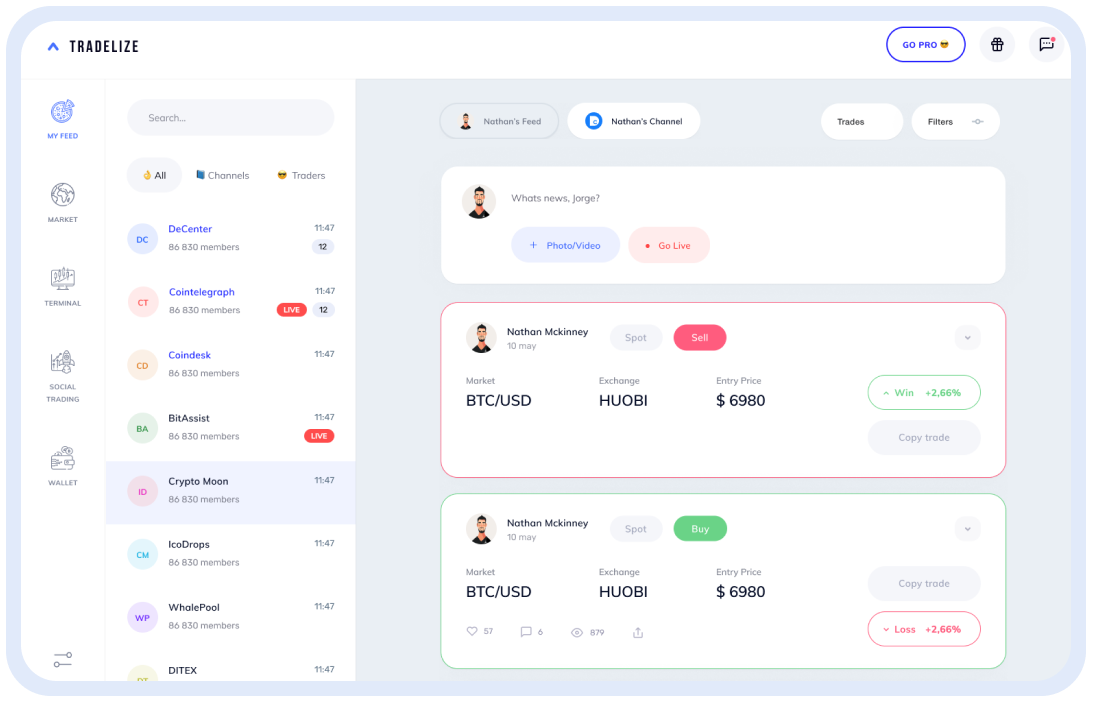 TRADELIZE
GO PRO
MY FEED
MARKET
TERMINAL
SOCIAL
TRADING
WALLET
Search...
All
Channels
Traders
DC
DeCenter
11:47
86 830 members
12
CT
Cointelegraph
11:47
86 830 members
LIVE
12
CD
Coindesk
11:47
86 830 members
BA
BitAssist
11:47
86 830 members
LIVE
ID
Crypto Moon
11:47
86 830 members
CM
IcoDrops
11:47
86 830 members
WP
WhalePool
11:47
86 830 members
DITEX
11:47
Nathan's Feed
Nathan's Channel
Trades
Filters
Whats news, Jorge?
+ Photo/Video
Go Live
Nathan Mckinney
10 may
Spot
Sell
Market
Exchange
Entry Price
BTC/USD
HUOBI
$ 6980
Win +2,66%
Copy trade
Nathan Mckinney
10 may
Spot
Buy
Market
Exchange
Entry Price
BTC/USD
HUOBI
$ 6980
Copy trade
57
6
879
Loss +2,66%